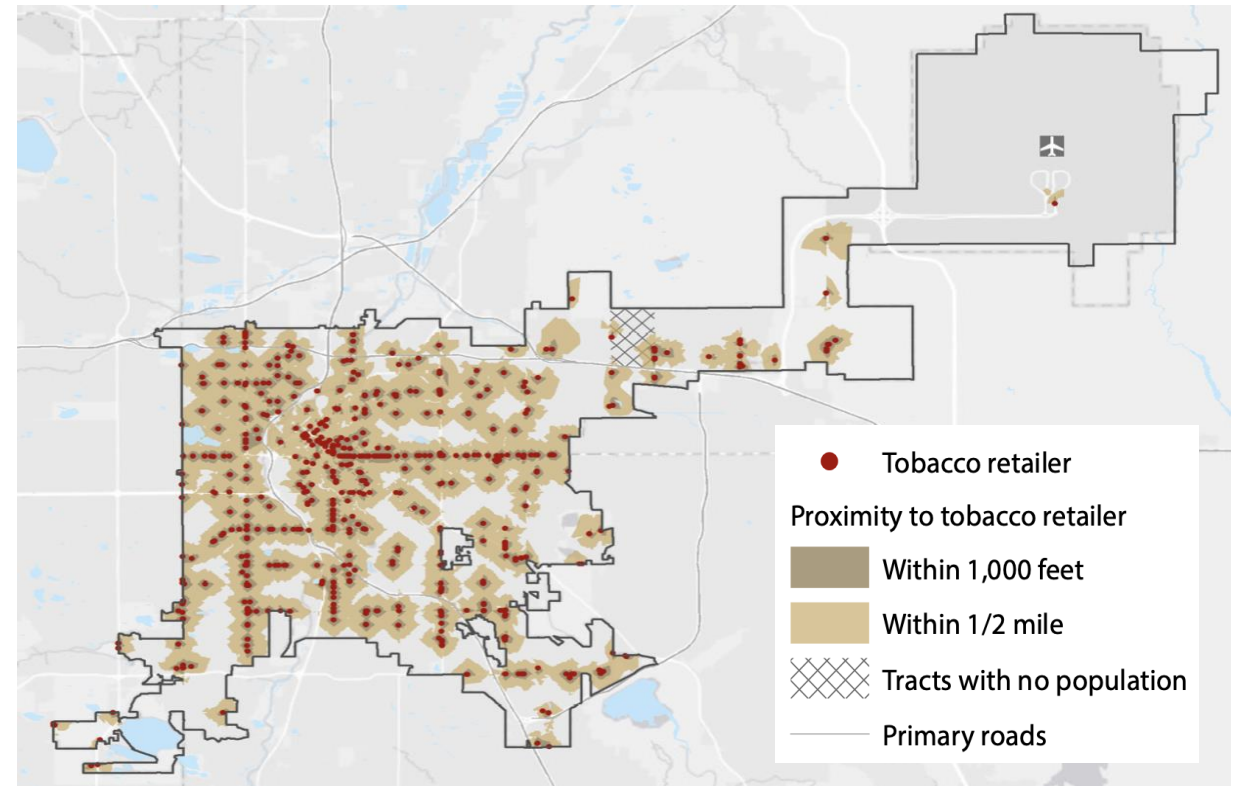 Tobacco retailer
Proximity to tobacco retailer
Within 1,000 feet
Within 1/2 mile
Tracts with no population
Primary roads